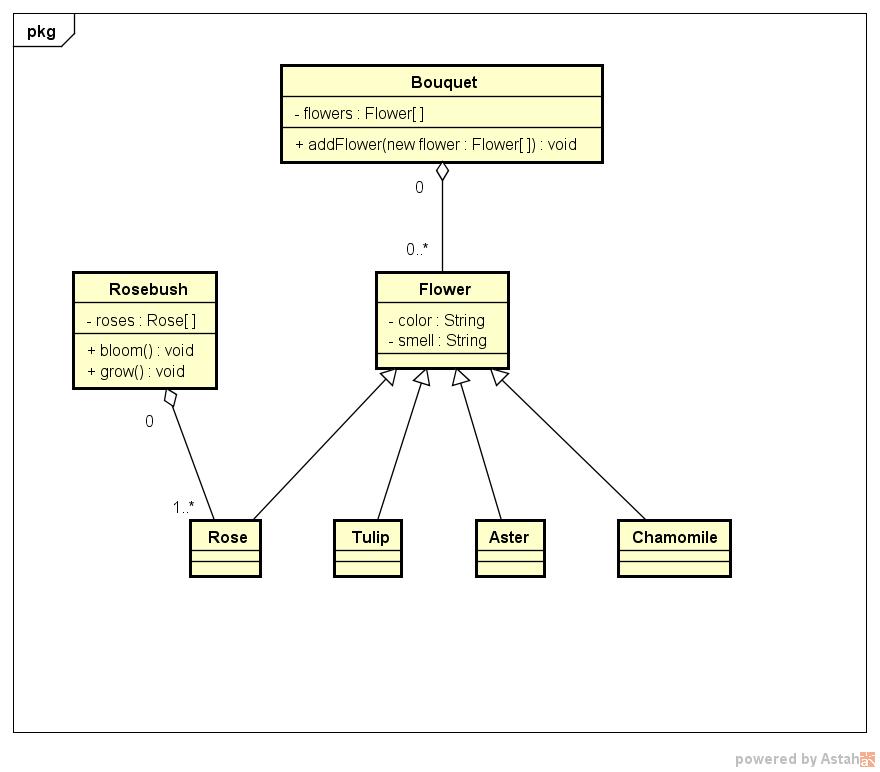 pkg
Bouquet
- flowers : Flower[ ]
+ addFlower(new flower : Flower[ ]) : void
0
0..*
Rosebush
- roses : Rose[ ]
+ bloom() : void
+ grow() : void
Flower
- color : String
- smell : String
0
1..*
Rose
Tulip
Aster
Chamomile
powered by Astah